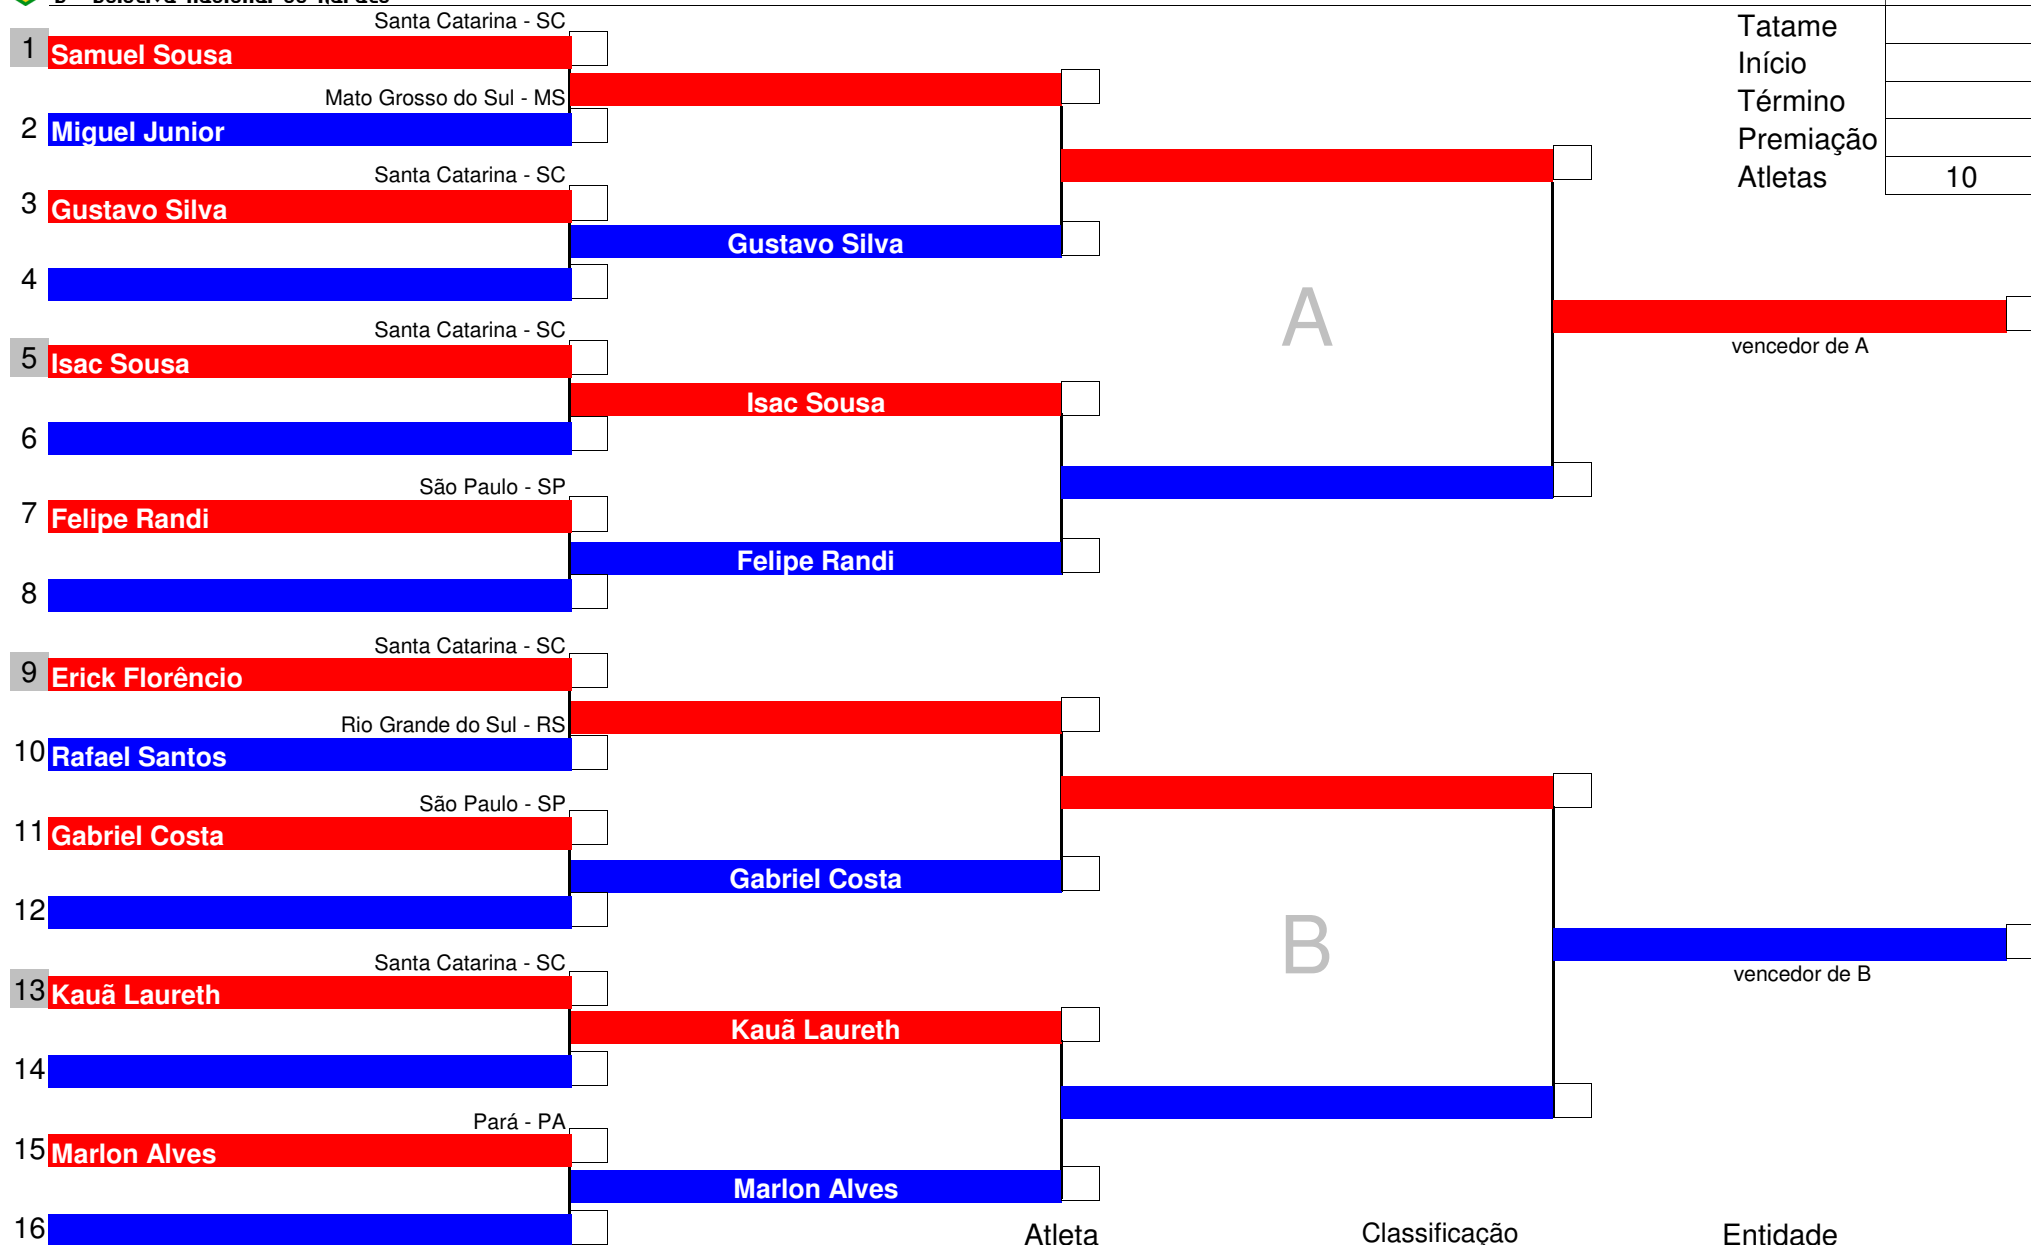 Santa Catarina - SC
1 Samuel Sousa
Mato Grosso do Sul - MS
2 Miguel Junior
Santa Catarina - SC
3 Gustavo Silva
Gustavo Silva
4
Santa Catarina - SC
5 Isac Sousa
Isac Sousa
6
São Paulo - SP
7 Felipe Randi
Felipe Randi
8
Santa Catarina - SC
9 Erick Florêncio
Rio Grande do Sul - RS
10 Rafael Santos
São Paulo - SP
11 Gabriel Costa
Gabriel Costa
12
Santa Catarina - SC
13 Kauã Laureth
Kauã Laureth
14
Pará - PA
15 Marlon Alves
Marlon Alves
16
A
B
vencedor de A
vencedor de B
Tatame
Início
Término
Premiação
Atletas 10
Atleta Classificação Entidade